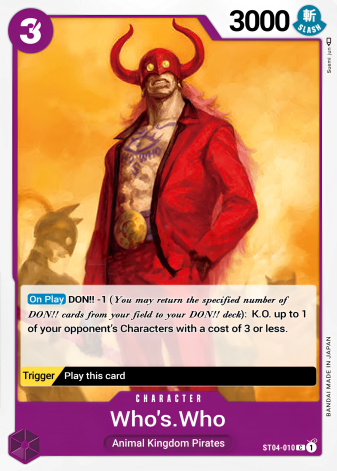 3
3000
斬
SLASH
Suemi Jun
On Play DON!! -1 (You may return the specified number of
DON!! cards from your field to your DON!! deck): K.O. up to 1
of your opponent's Characters with a cost of 3 or less.
Trigger Play this card
BANDAI MADE IN JAPAN
CHARACTER
Who's.Who
Animal Kingdom Pirates
ST04-010 C 1